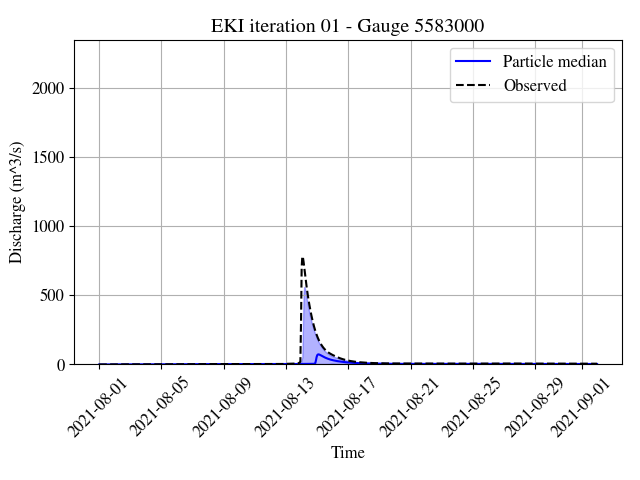 EKI iteration 01 - Gauge 5583000
Particle median
Observed
Discharge (m^3/s)
2000
1500
1000
500
0
2021-08-01
2021-08-05
2021-08-09
2021-08-13
2021-08-17
2021-08-21
2021-08-25
2021-08-29
2021-09-01
Time